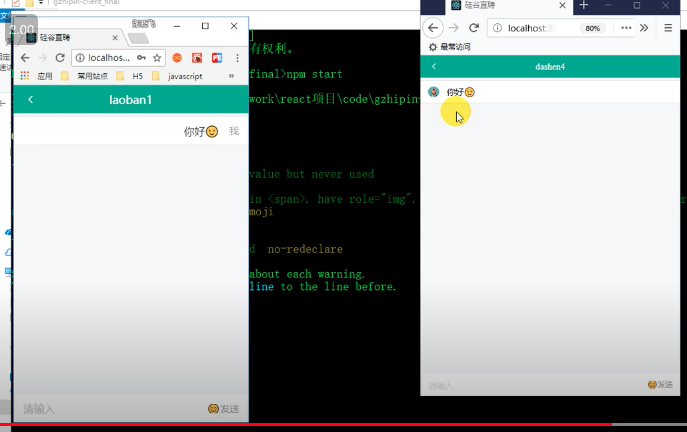 gzhipin-client_final
2.00
硅谷直聘
localhos...
应用
常用站点
H5
javascript
»
laoban1
你好😉
我
请输入
😀发送
有权利。
final>npm start
work\react项目\code\gzhipin-
value but never used
in <span>, have role="img",
moji
d no-redeclare
about each warning.
line to the line before.
硅谷直聘
localhost:30
80%
最常访问
dashen4
你好😉
请输入
😀发送